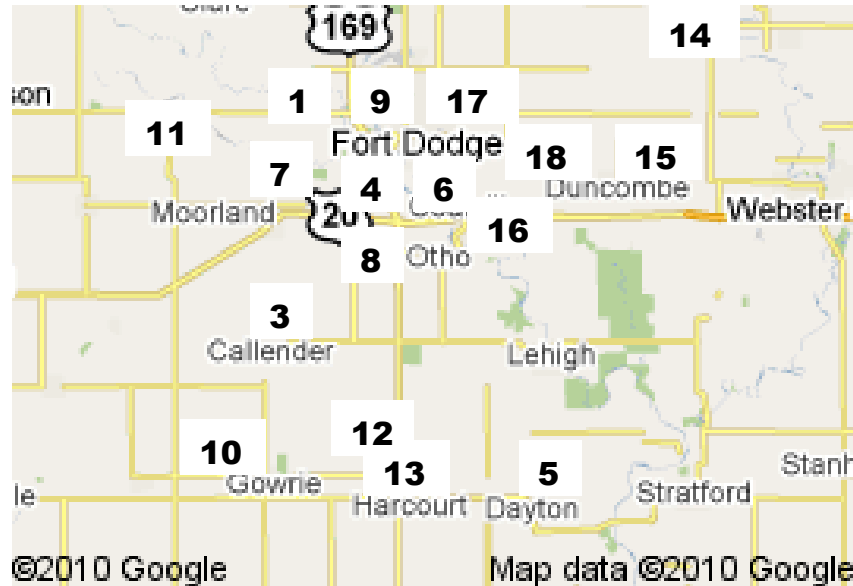 169
14
son
1 9 17
11
Fort Dodge
18 15
7
4 6
Duncombe
Moorland
20
Webster
16
8 Otho
3
Callender
Lehigh
12
10
13 5
Gowrie
Stanh
le
Harcourt Dayton Stratford
©2010 Google
Map data ©2010 Google